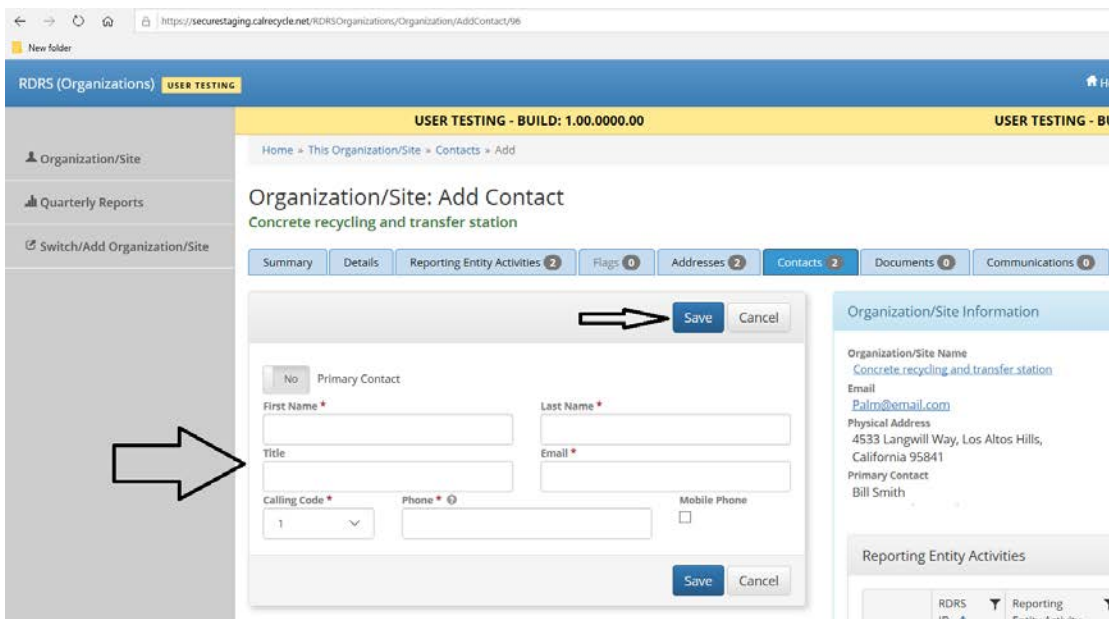 https://securestaging.calrecycle.net/RDRSOrganizations/Organization/AddContact/96
New folder
RDRS (Organizations) USER TESTING
USER TESTING - BUILD: 1.00.0000.00 USER TESTING -
Home » This Organization/Site » Contacts » Add
Organization/Site
Quarterly Reports
Switch/Add Organization/Site
Organization/Site: Add Contact
Concrete recycling and transfer station
Summary Details Reporting Entity Activities 2 Flags 0 Addresses 2 Contacts 2 Documents 0 Communications 0
Save Cancel
No Primary Contact
First Name * Last Name *
Title Email *
Calling Code * Phone * Mobile Phone
1
Save Cancel
Organization/Site Information
Organization/Site Name
Concrete recycling and transfer station
Email
Palm@email.com
Physical Address
4533 Langwill Way, Los Altos Hills,
California 95841
Primary Contact
Bill Smith
Reporting Entity Activities
RDRS Reporting